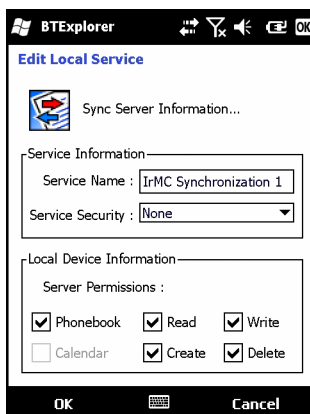 BTExplorer OK
Edit Local Service
Sync Server Information...
Service Information
Service Name : IrMC Synchronization 1
Service Security : None
Local Device Information
Server Permissions :
Phonebook Read Write
Calendar Create Delete
OK Cancel